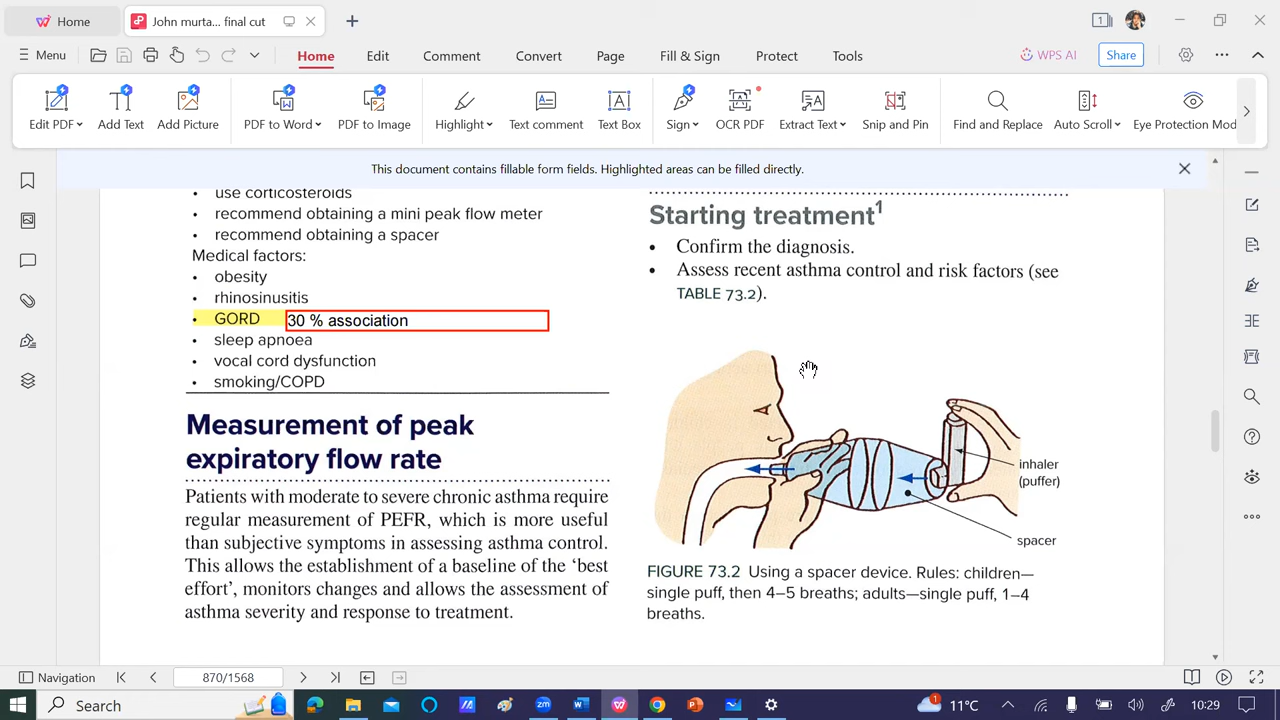 Home
John murta... final cut
1
Menu
Home
Edit
Comment
Convert
Page
Fill & Sign
Protect
Tools
WPS AI
Share
Edit PDF
Add Text
Add Picture
PDF to Word
PDF to Image
Highlight
Text comment
Text Box
Sign
OCR PDF
Extract Text
Snip and Pin
Find and Replace
Auto Scroll
Eye Protection Mod
This document contains fillable form fields. Highlighted areas can be filled directly.
use corticosteroids
• recommend obtaining a mini peak flow meter
• recommend obtaining a spacer
Medical factors:
• obesity
• rhinosinusitis
• GORD 30 % association
• sleep apnoea
• vocal cord dysfunction
• smoking/COPD
Measurement of peak
expiratory flow rate
Patients with moderate to severe chronic asthma require
regular measurement of PEFR, which is more useful
than subjective symptoms in assessing asthma control.
This allows the establishment of a baseline of the ‘best
effort’, monitors changes and allows the assessment of
asthma severity and response to treatment.
Starting treatment1
• Confirm the diagnosis.
• Assess recent asthma control and risk factors (see
TABLE 73.2).
inhaler
(puffer)
spacer
FIGURE 73.2 Using a spacer device. Rules: children—
single puff, then 4–5 breaths; adults—single puff, 1–4
breaths.
Navigation
870/1568
Search
1
11°C
10:29